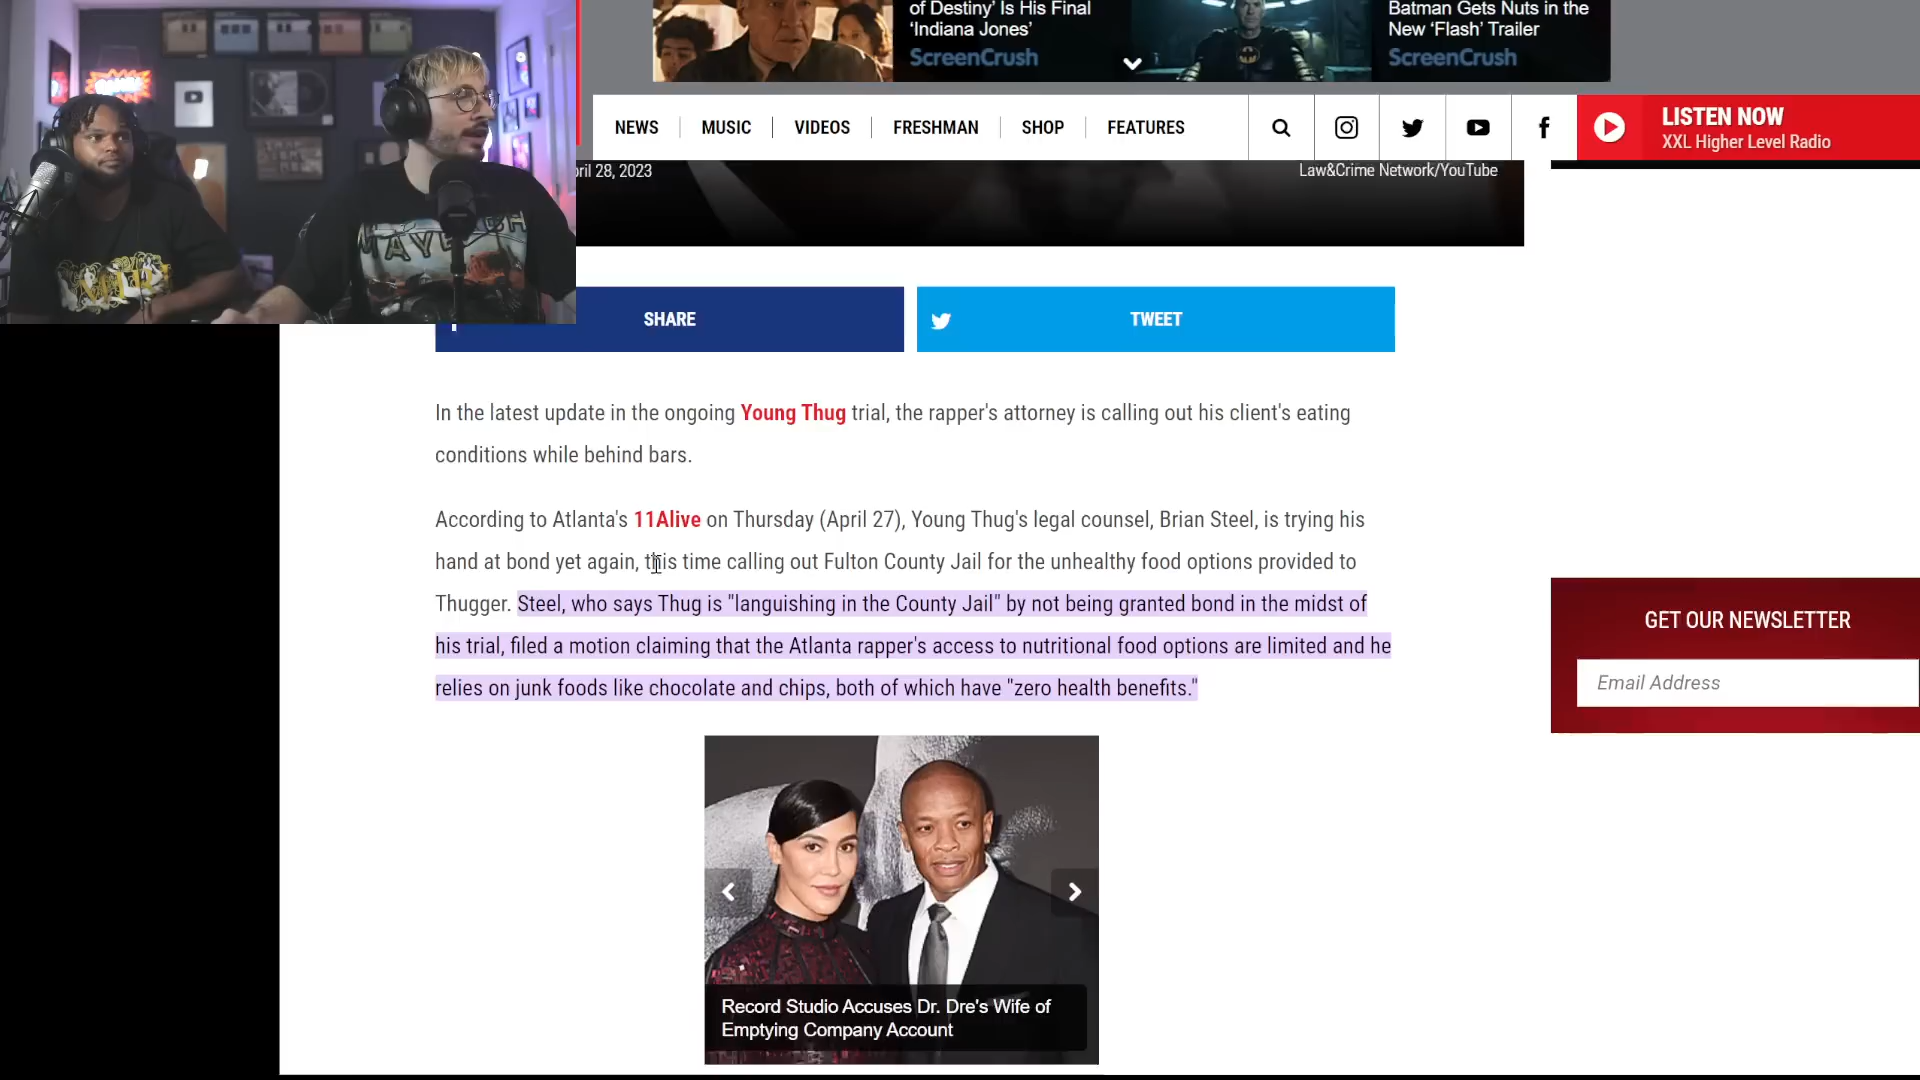 of Destiny' Is His Final
'Indiana Jones'
ScreenCrush
Batman Gets Nuts in the
New 'Flash' Trailer
ScreenCrush
NEWS
MUSIC
VIDEOS
FRESHMAN
SHOP
FEATURES
LISTEN NOW
XXL Higher Level Radio
pril 28, 2023
Law&Crime Network/YouTube
SHARE
TWEET
In the latest update in the ongoing Young Thug trial, the rapper's attorney is calling out his client's eating
conditions while behind bars.
According to Atlanta's 11Alive on Thursday (April 27), Young Thug's legal counsel, Brian Steel, is trying his
hand at bond yet again, this time calling out Fulton County Jail for the unhealthy food options provided to
Thugger. Steel, who says Thug is "languishing in the County Jail" by not being granted bond in the midst of
his trial, filed a motion claiming that the Atlanta rapper's access to nutritional food options are limited and he
relies on junk foods like chocolate and chips, both of which have "zero health benefits."
GET OUR NEWSLETTER
Email Address
Record Studio Accuses Dr. Dre's Wife of
Emptying Company Account